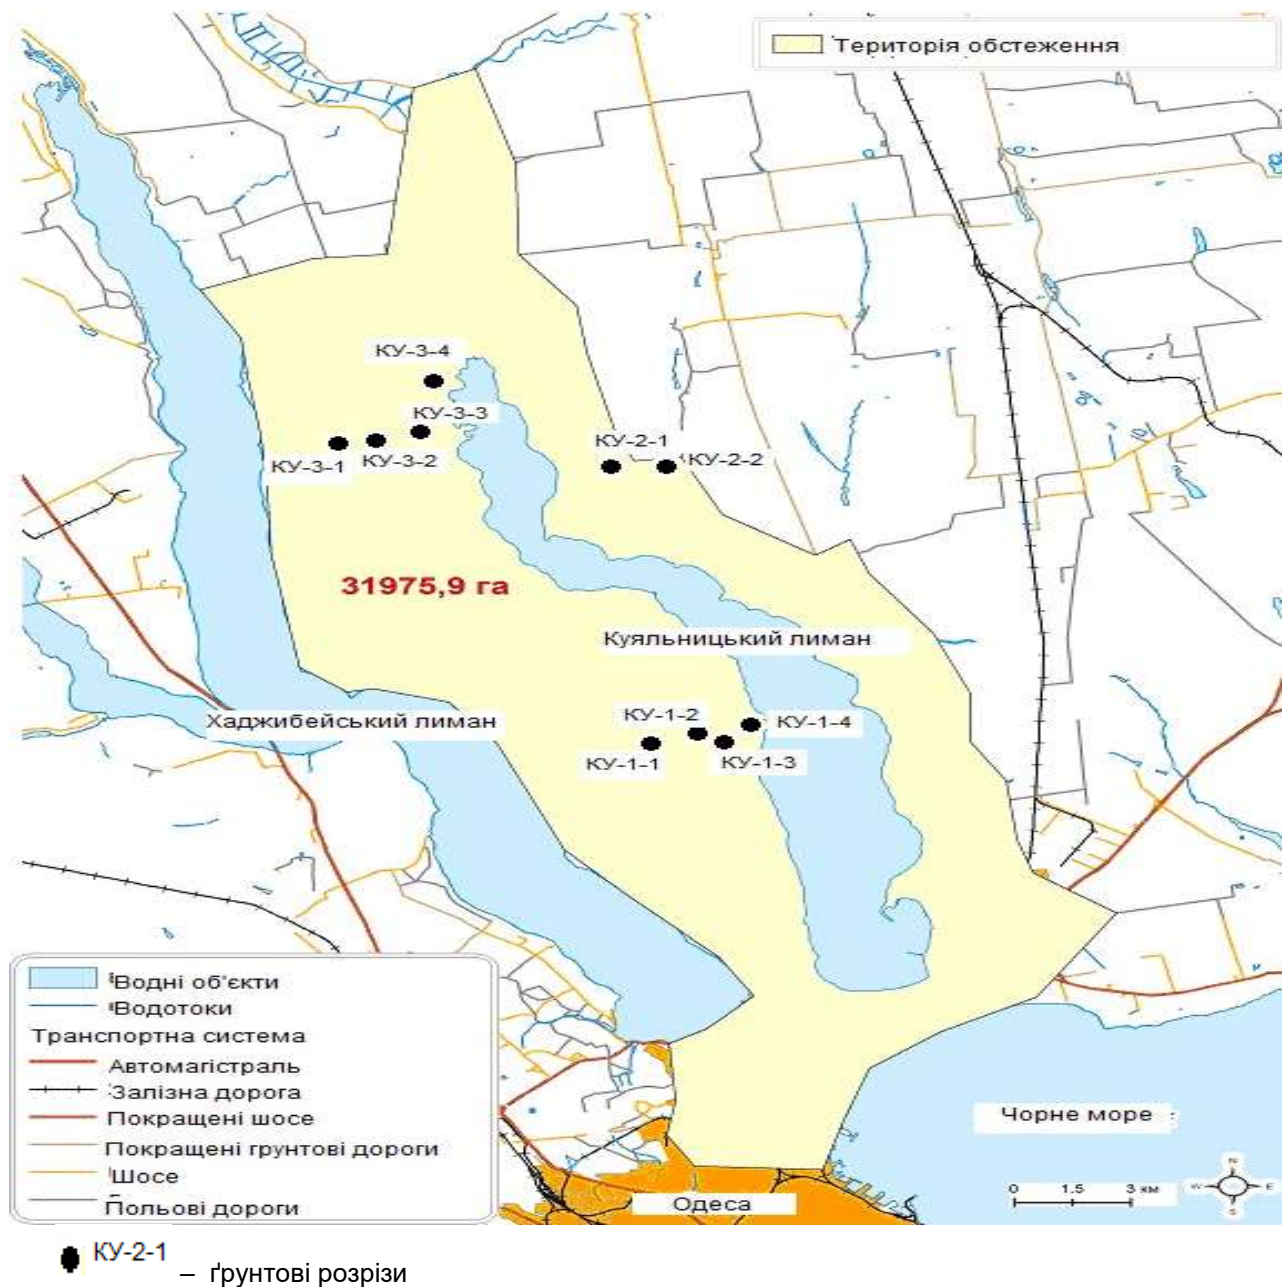 Територія обстеження
КУ-3-4
КУ-3-3
КУ-3-1
КУ-3-2
КУ-2-1
КУ-2-2
31975,9 га
Куяльницький лиман
Хаджибейський лиман
КУ-1-2
КУ-1-4
КУ-1-1
КУ-1-3
Водні об'єкти
Водотоки
Транспортна система
Автомагістраль
Залізна дорога
Покращені шосе
Покращені грунтові дороги
Шосе
Польові дороги
Чорне море
Одеса
0 1.5 3 км
N
W E
S
КУ-2-1
– ґрунтові розрізи